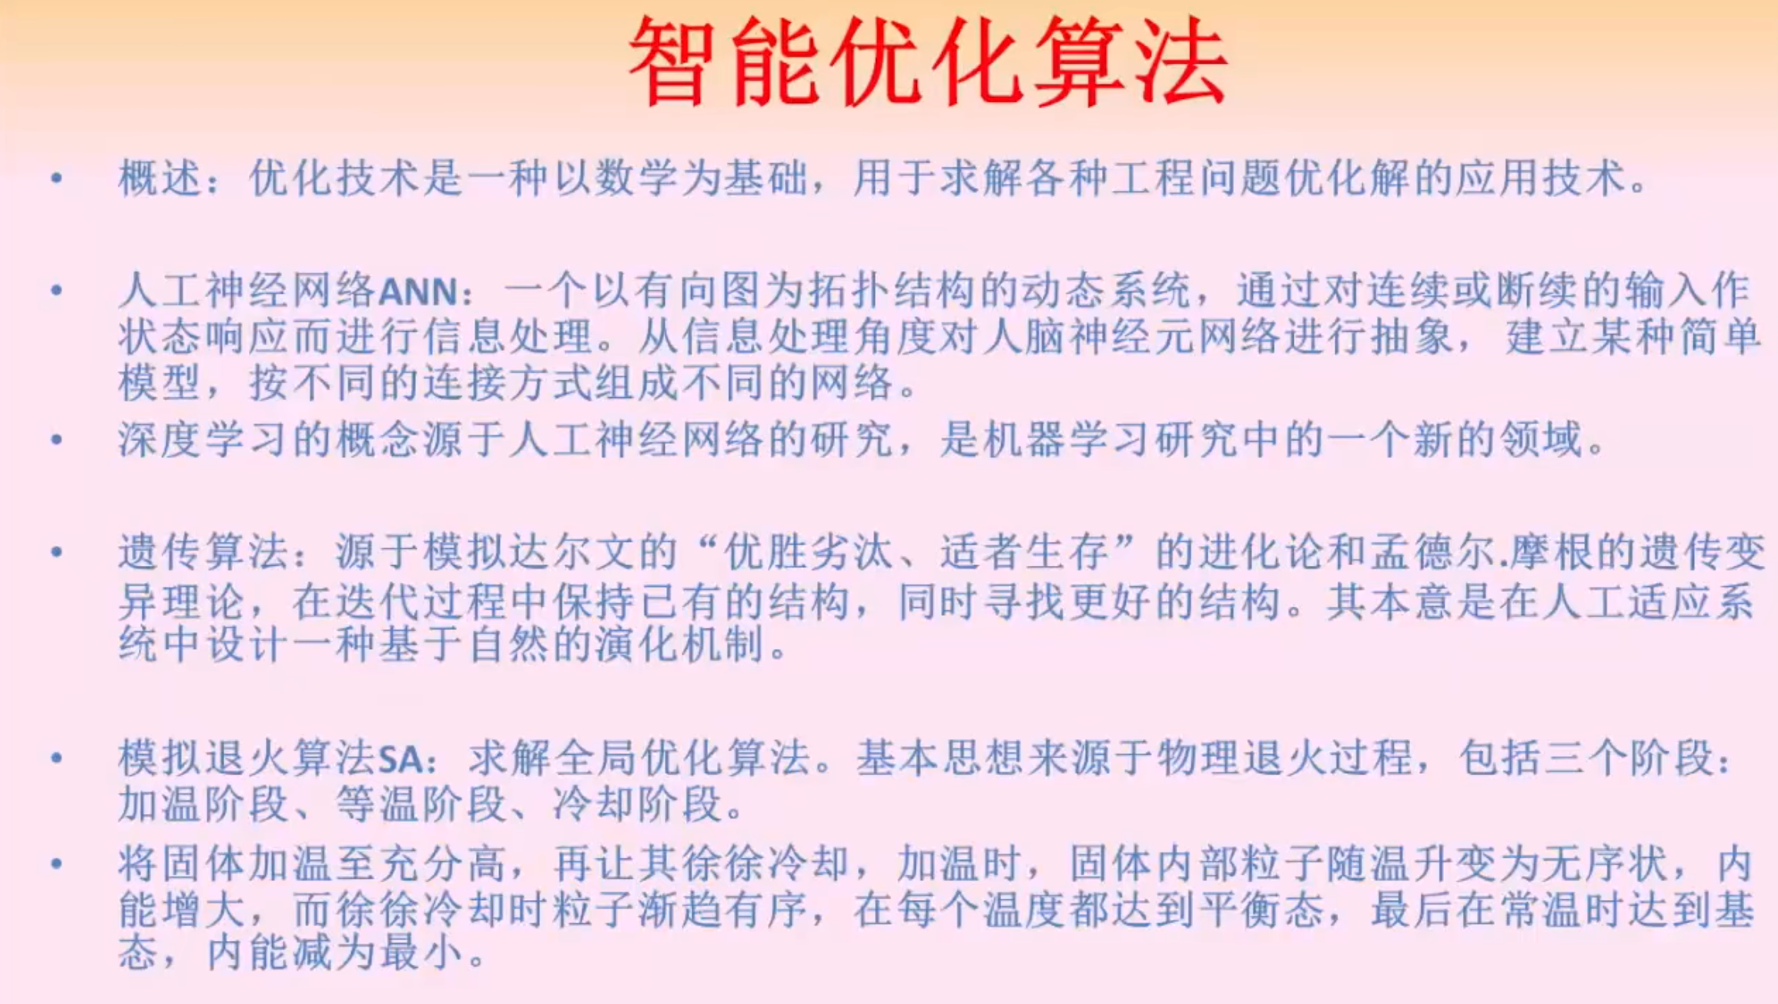 智能优化算法
• 概述：优化技术是一种以数学为基础，用于求解各种工程问题优化解的应用技术。
• 人工神经网络ANN：一个以有向图为拓扑结构的动态系统，通过对连续或断续的输入作
状态响应而进行信息处理。从信息处理角度对人脑神经元网络进行抽象，建立某种简单
模型，按不同的连接方式组成不同的网络。
• 深度学习的概念源于人工神经网络的研究，是机器学习研究中的一个新的领域。
• 遗传算法：源于模拟达尔文的“优胜劣汰、适者生存”的进化论和孟德尔.摩根的遗传变
异理论，在迭代过程中保持已有的结构，同时寻找更好的结构。其本意是在人工适应系
统中设计一种基于自然的演化机制。
• 模拟退火算法SA：求解全局优化算法。基本思想来源于物理退火过程，包括三个阶段：
加温阶段、等温阶段、冷却阶段。
• 将固体加温至充分高，再让其徐徐冷却，加温时，固体内部粒子随温升变为无序状，内
能增大，而徐徐冷却时粒子渐趋有序，在每个温度都达到平衡态，最后在常温时达到基
态，内能减为最小。